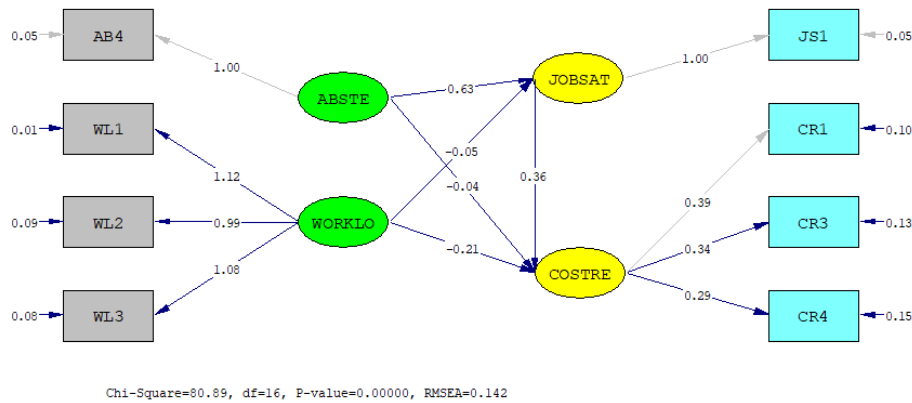 0.05 AB4 1.00 ABSTE 0.63 JOBSAT 1.00 JS1 0.05
0.01 WL1 1.12 -0.05 -0.04 0.36 0.39 CR1 0.10
0.09 WL2 0.99 WORKLO -0.21 0.34 CR3 0.13
0.08 WL3 1.08 COSTRE 0.29 CR4 0.15
Chi-Square=80.89, df=16, P-value=0.00000, RMSEA=0.142